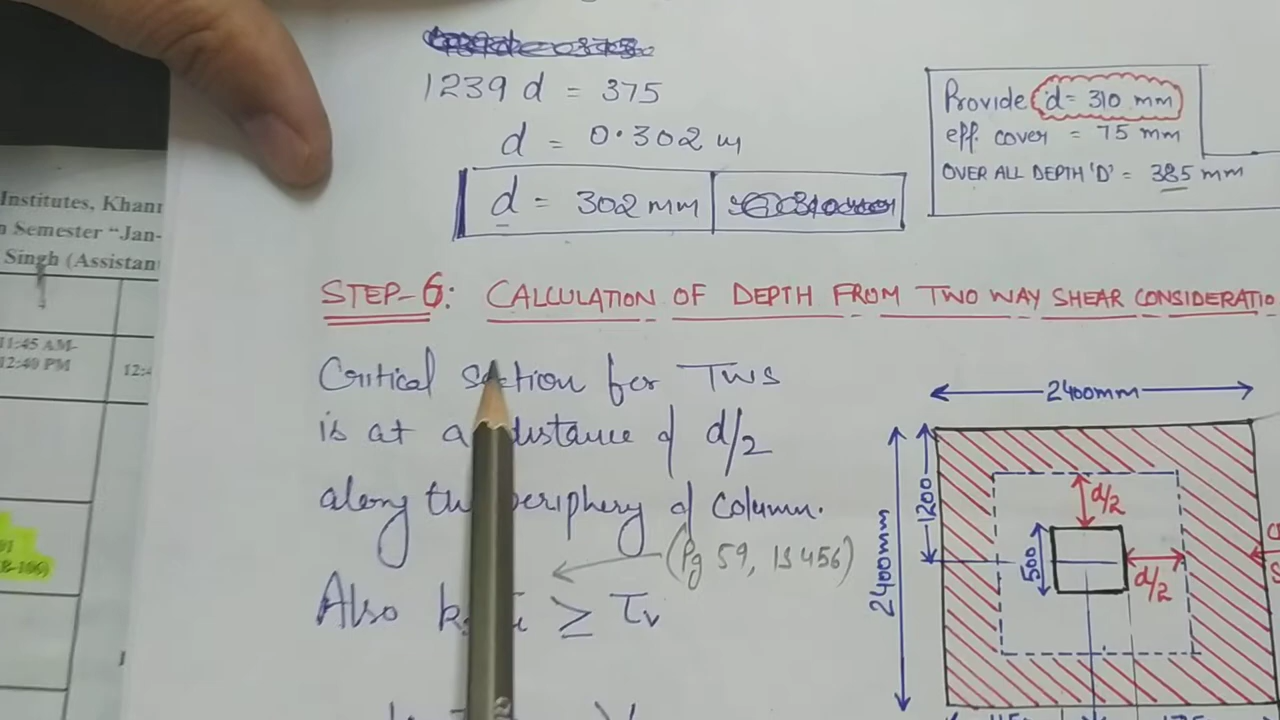 1239 d = 375
d = 0.302 m
d = 302 mm
Provide d = 310 mm
eff. cover = 75 mm
OVER ALL DEPTH 'D' = 385 mm
Institutes, Khann
n Semester "Jan-
Singh (Assistan
11:45 AM-
12:40 PM
12:4
STEP-6: CALCULATION OF DEPTH FROM TWO WAY SHEAR CONSIDERATIO
Critical section for TWS
is at a distance of d/2
along the periphery of column.
(Pg 59, IS 456)
Also ≥ τv
2400mm
2400mm
1200
500
d/2
d/2